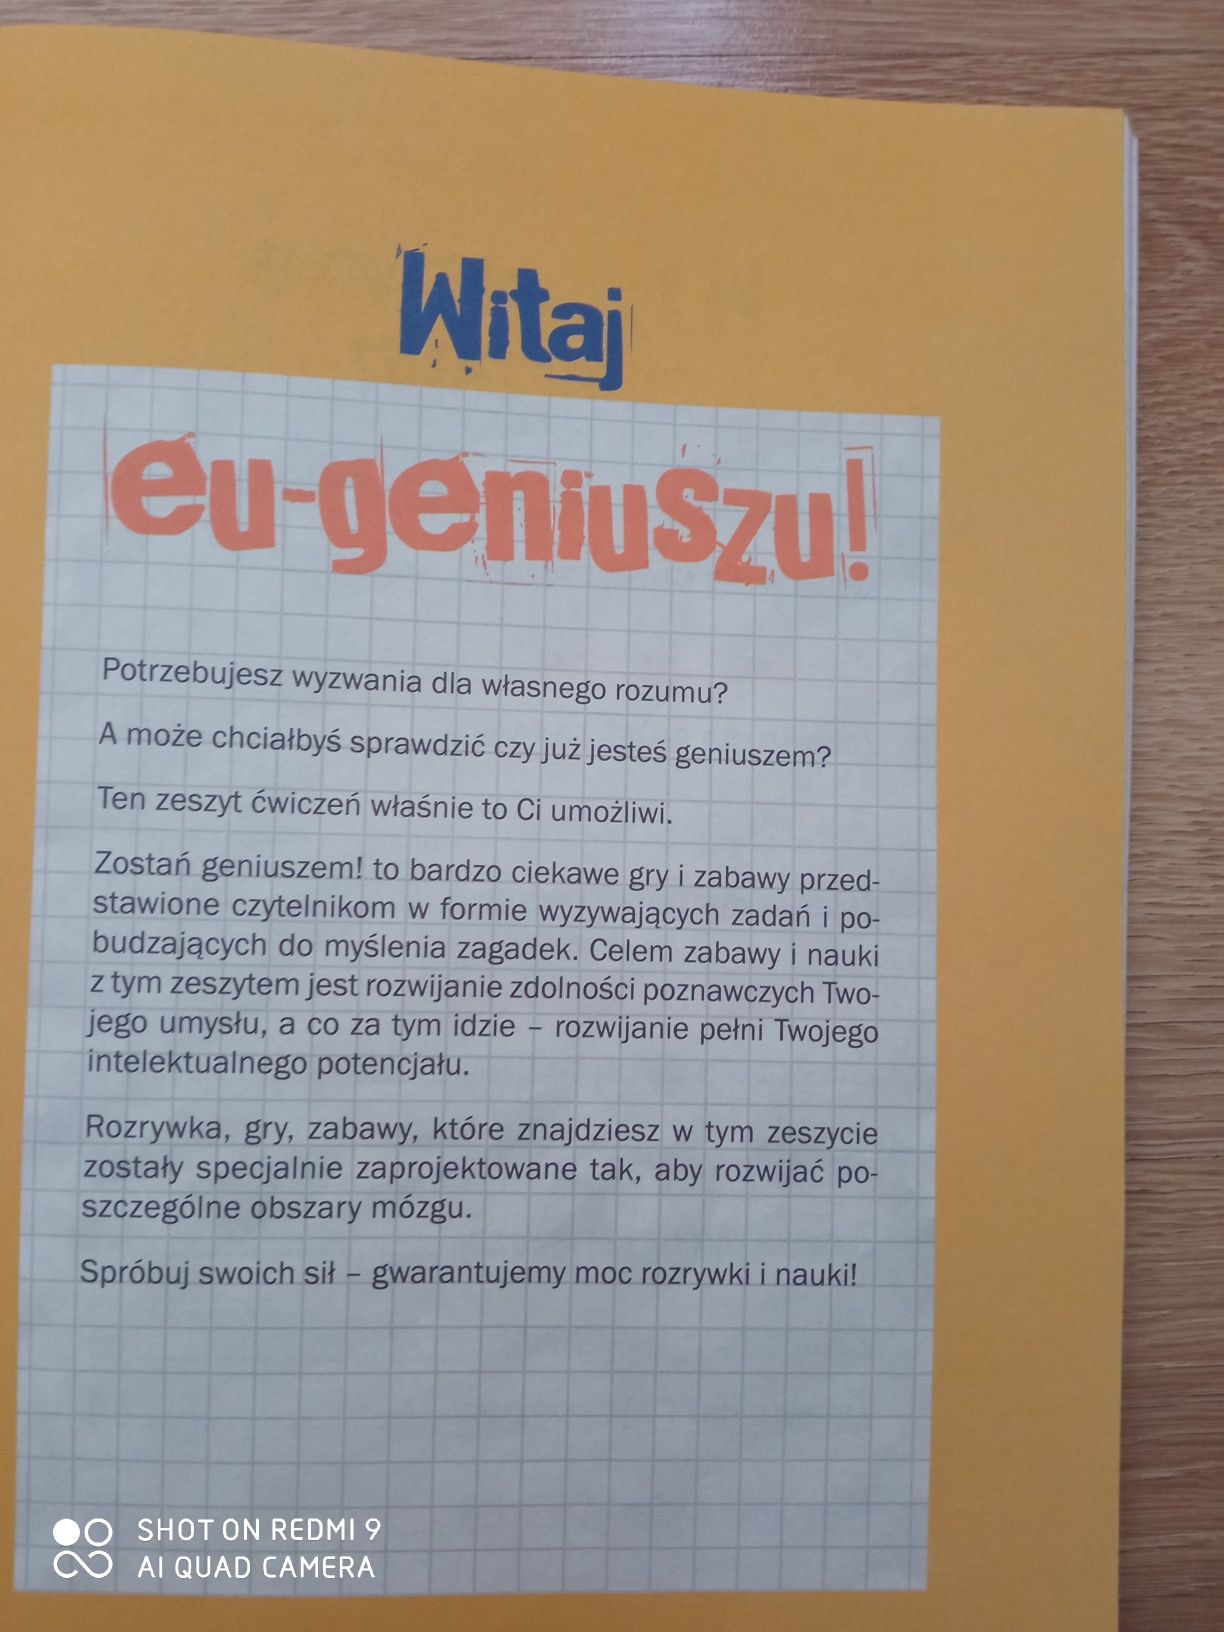 Witaj
eu-geniuszu!
Potrzebujesz wyzwania dla własnego rozumu?
A może chciałbyś sprawdzić czy już jesteś geniuszem?
Ten zeszyt ćwiczeń właśnie to Ci umożliwi.
Zostań geniuszem! to bardzo ciekawe gry i zabawy przed-
stawione czytelnikom w formie wyzywających zadań i po-
budzających do myślenia zagadek. Celem zabawy i nauki
z tym zeszytem jest rozwijanie zdolności poznawczych Two-
jego umysłu, a co za tym idzie – rozwijanie pełni Twojego
intelektualnego potencjału.
Rozrywka, gry, zabawy, które znajdziesz w tym zeszycie
zostały specjalnie zaprojektowane tak, aby rozwijać po-
szczególne obszary mózgu.
Spróbuj swoich sił – gwarantujemy moc rozrywki i nauki!
SHOT ON REDMI 9
AI QUAD CAMERA